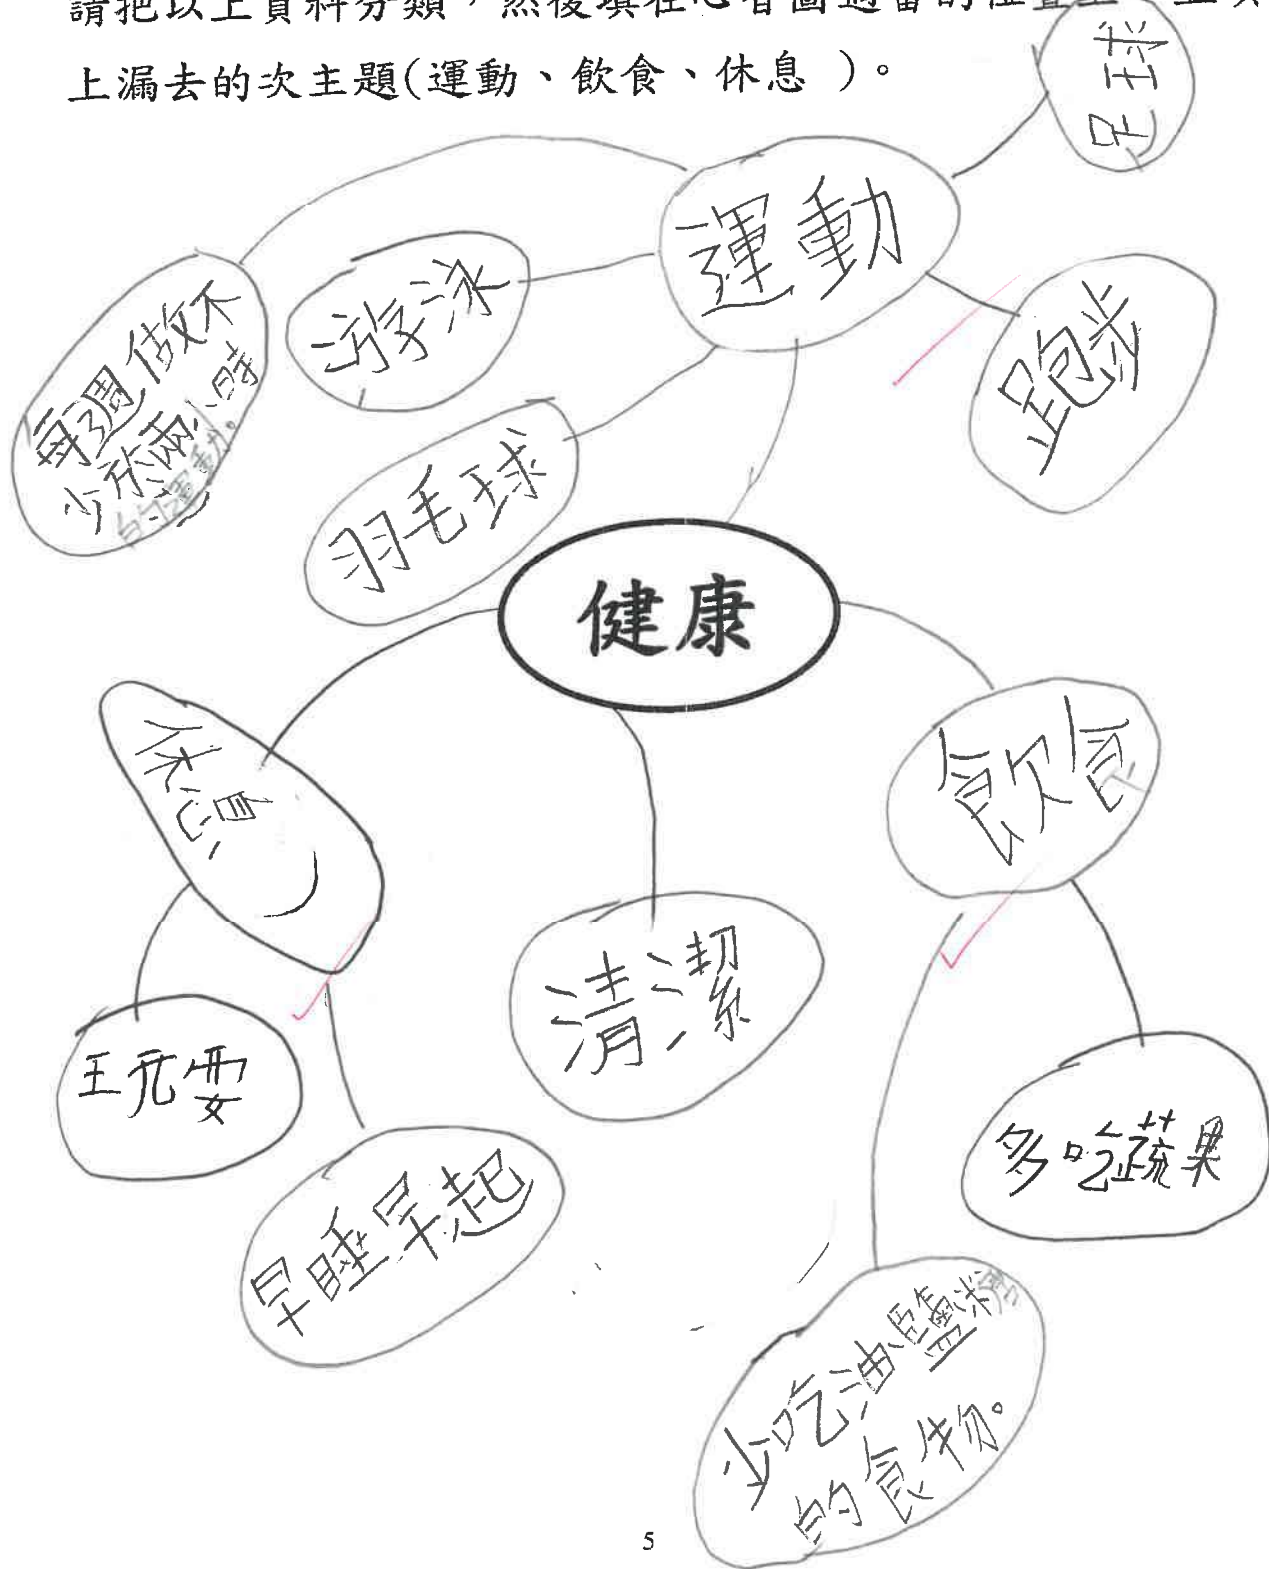 請把以上資料分類，然後填在心智圖適當的位置上，並填
上漏去的次主題(運動、飲食、休息 )。
足球
運動
游泳
跑步
每週做不
少於兩小時
的運動。
羽毛球
健康
休息
飲食
清潔
王元雯
早睡早起
多吃蔬果
少吃油鹽糖
的食物。
5